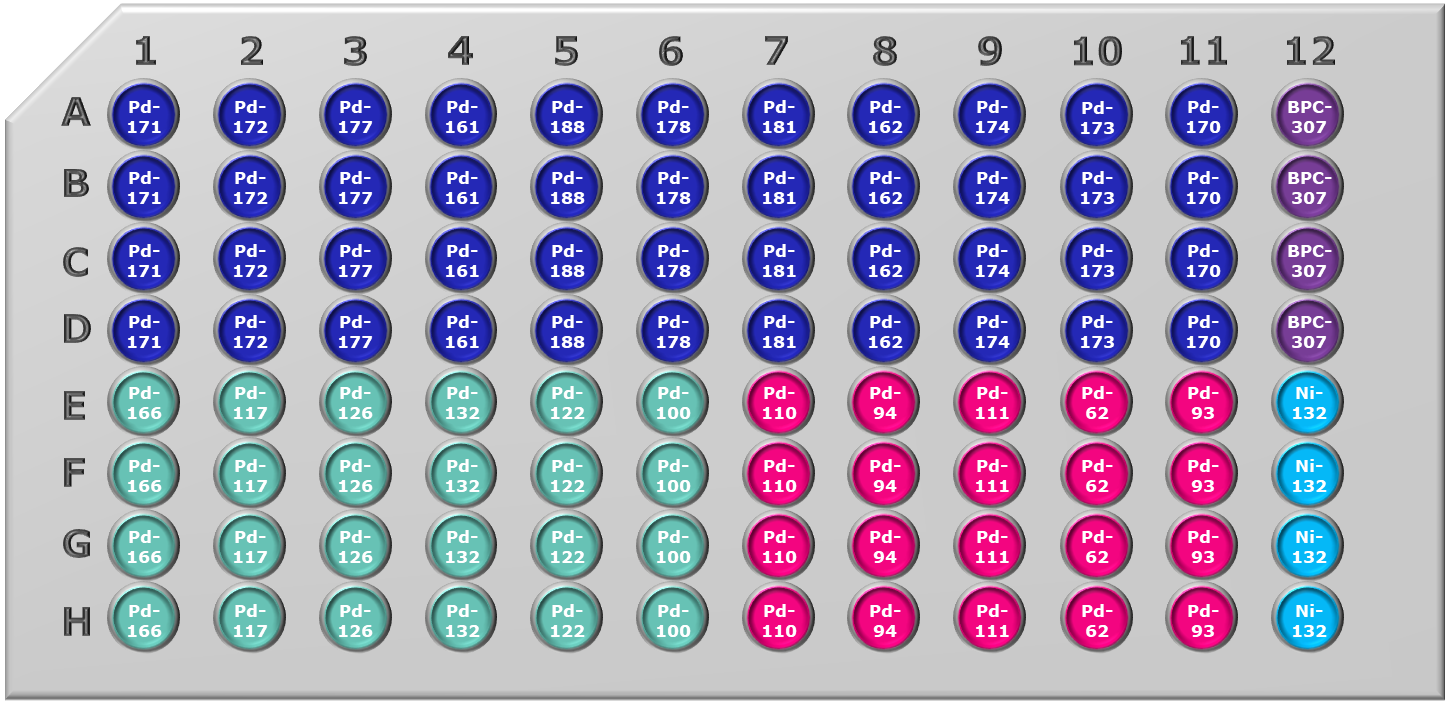 1 2 3 4 5 6 7 8 9 10 11 12
A Pd-171 Pd-172 Pd-177 Pd-161 Pd-188 Pd-178 Pd-181 Pd-162 Pd-174 Pd-173 Pd-170 BPC-307
B Pd-171 Pd-172 Pd-177 Pd-161 Pd-188 Pd-178 Pd-181 Pd-162 Pd-174 Pd-173 Pd-170 BPC-307
C Pd-171 Pd-172 Pd-177 Pd-161 Pd-188 Pd-178 Pd-181 Pd-162 Pd-174 Pd-173 Pd-170 BPC-307
D Pd-171 Pd-172 Pd-177 Pd-161 Pd-188 Pd-178 Pd-181 Pd-162 Pd-174 Pd-173 Pd-170 BPC-307
E Pd-166 Pd-117 Pd-126 Pd-132 Pd-122 Pd-100 Pd-110 Pd-94 Pd-111 Pd-62 Pd-93 Ni-132
F Pd-166 Pd-117 Pd-126 Pd-132 Pd-122 Pd-100 Pd-110 Pd-94 Pd-111 Pd-62 Pd-93 Ni-132
G Pd-166 Pd-117 Pd-126 Pd-132 Pd-122 Pd-100 Pd-110 Pd-94 Pd-111 Pd-62 Pd-93 Ni-132
H Pd-166 Pd-117 Pd-126 Pd-132 Pd-122 Pd-100 Pd-110 Pd-94 Pd-111 Pd-62 Pd-93 Ni-132